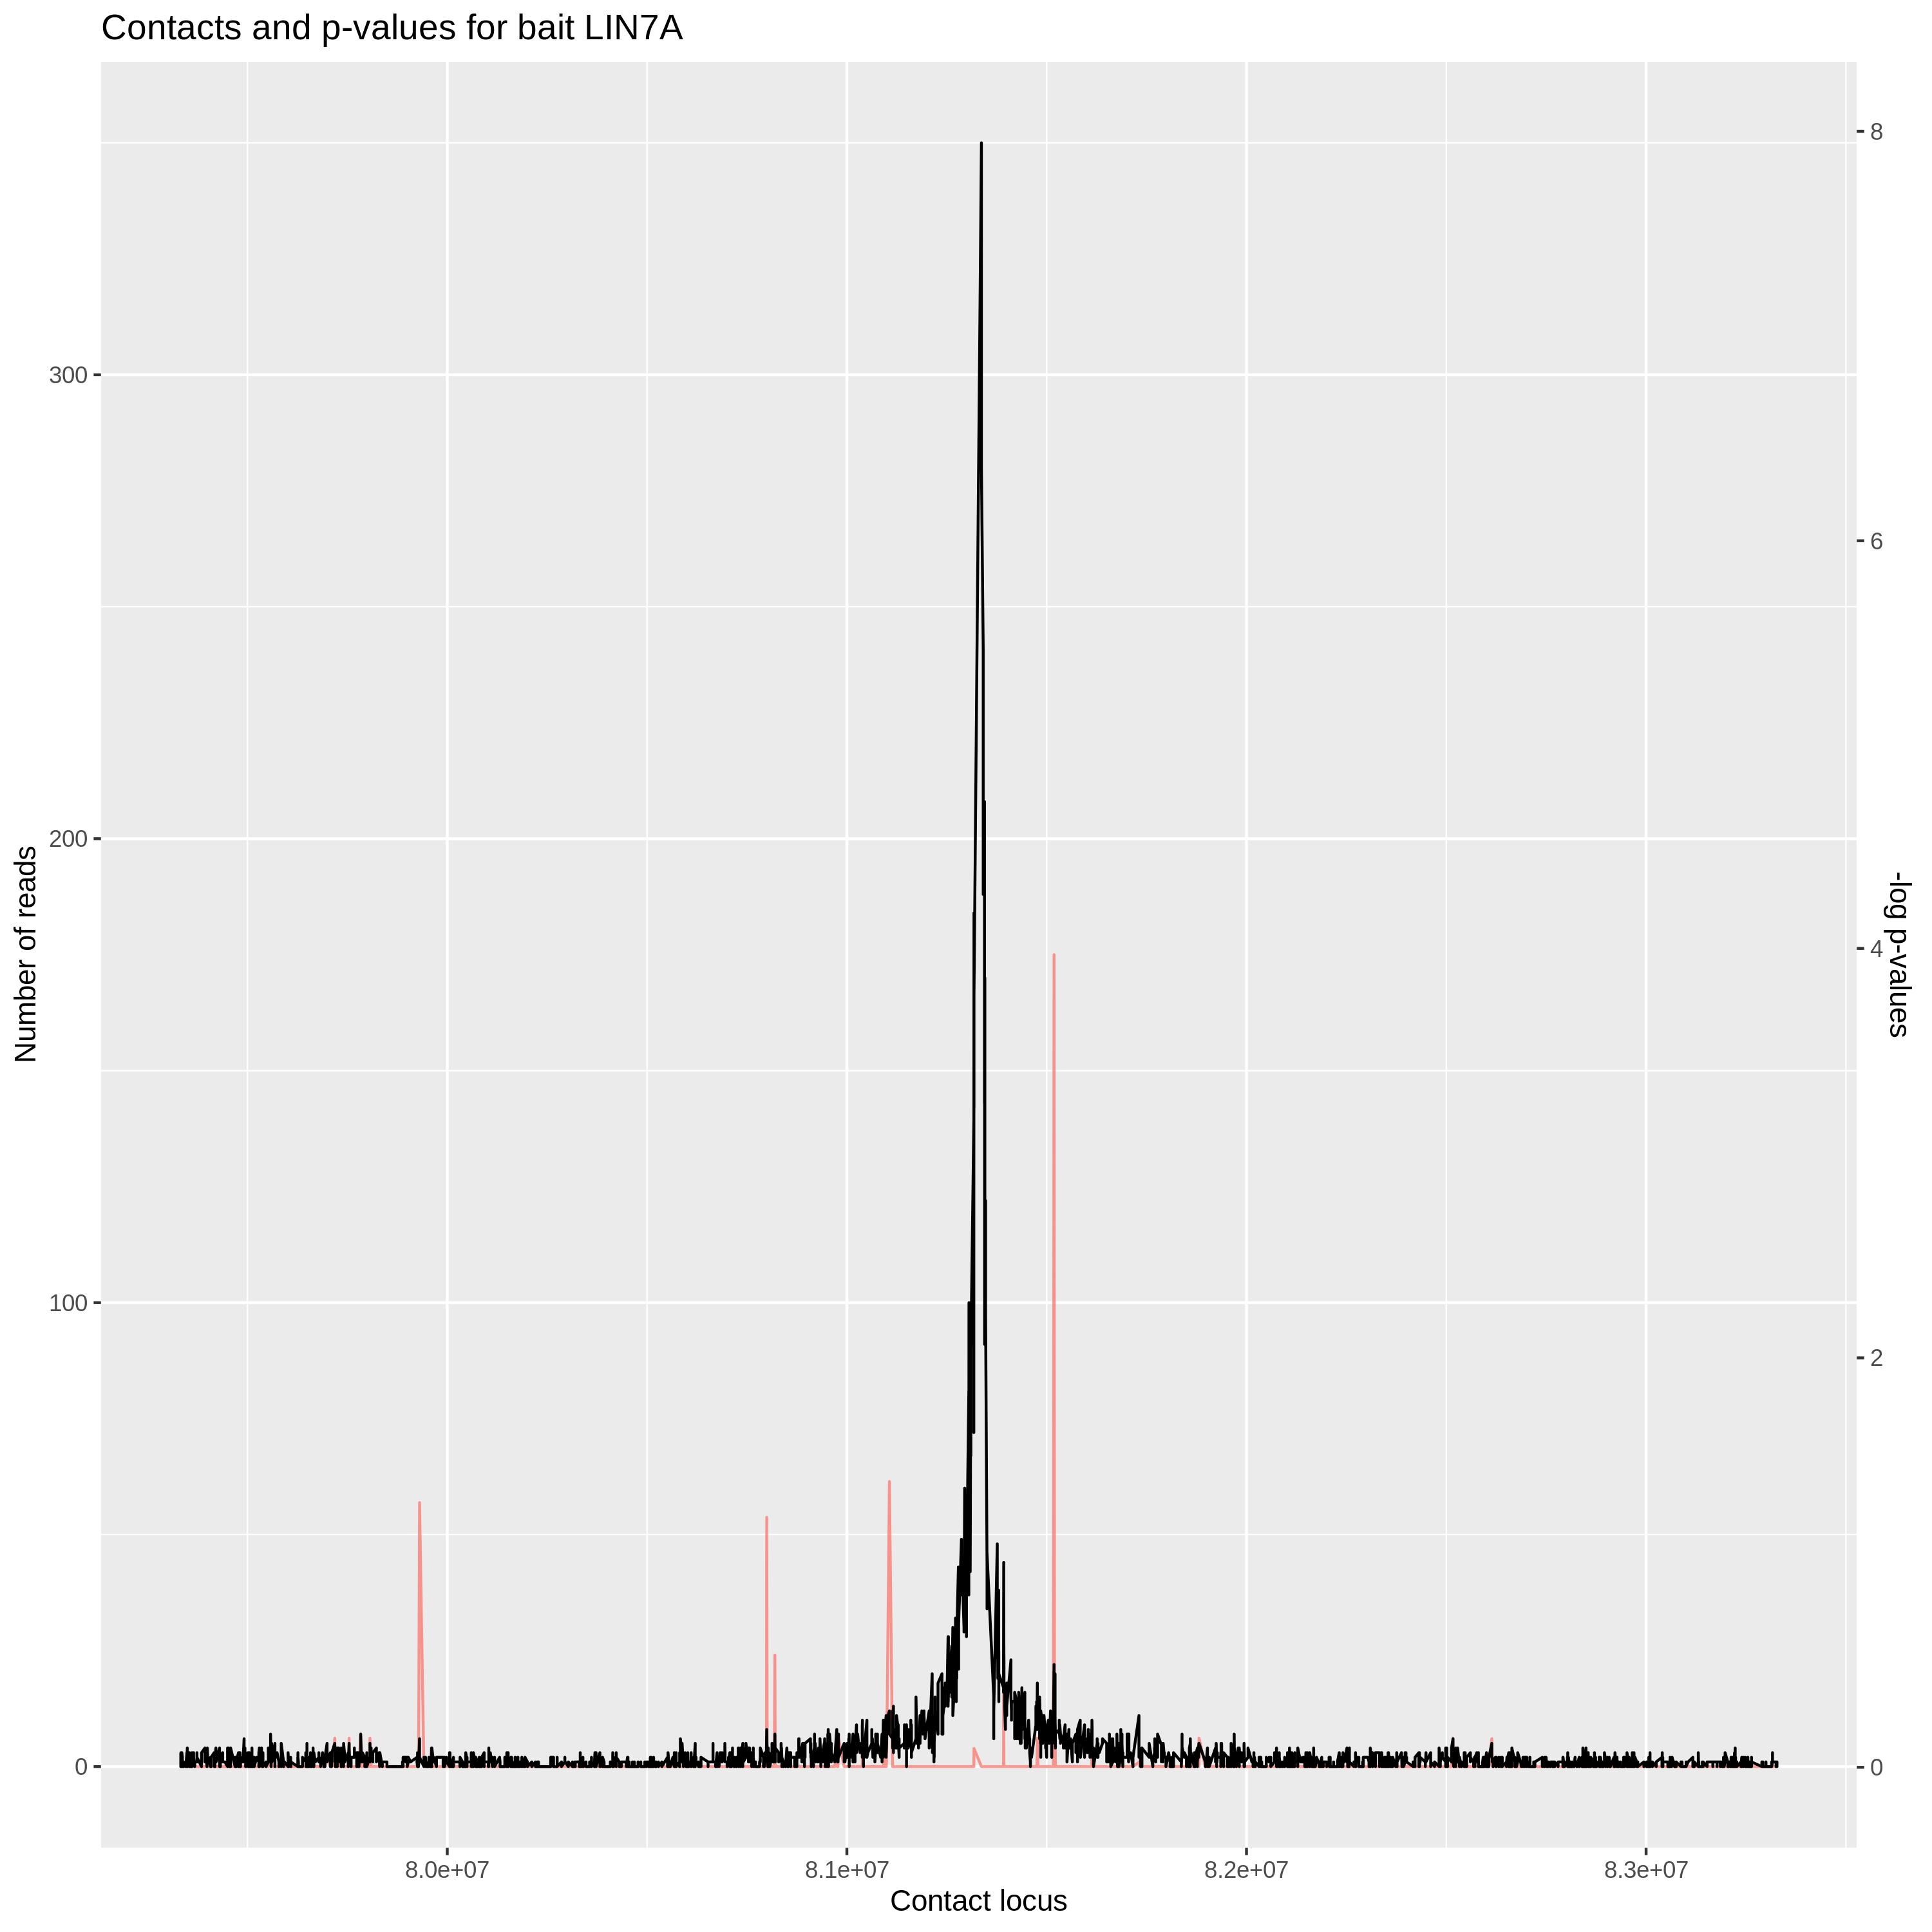 Contacts and p-values for bait LIN7A
Number of reads
300
200
100
0
8
6
4
2
0
-log p-values
8.0e+07
8.1e+07
8.2e+07
8.3e+07
Contact locus